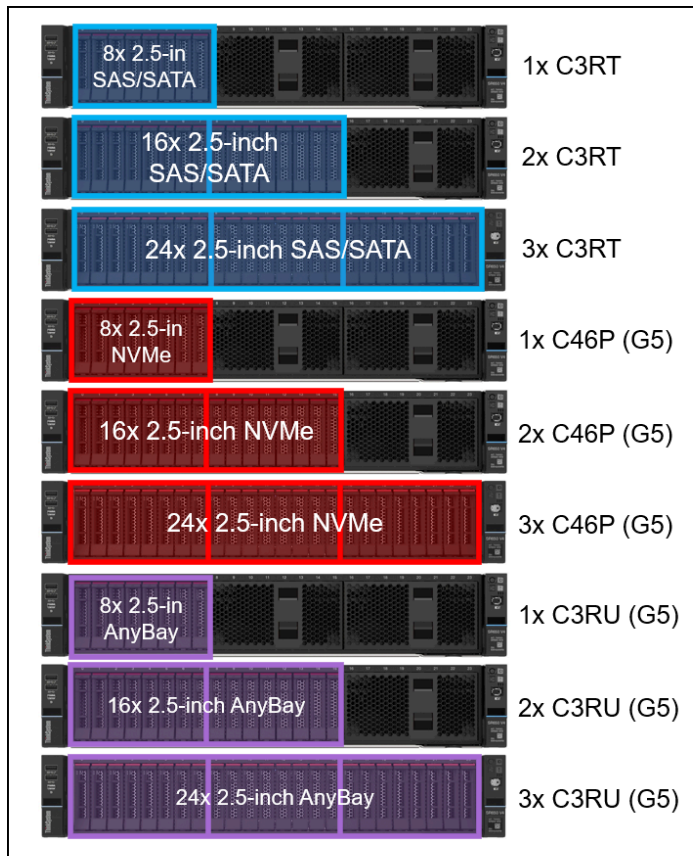 8x 2.5-in
SAS/SATA
1x C3RT
16x 2.5-inch
SAS/SATA
2x C3RT
24x 2.5-inch SAS/SATA
3x C3RT
8x 2.5-in
NVMe
1x C46P (G5)
16x 2.5-inch NVMe
2x C46P (G5)
24x 2.5-inch NVMe
3x C46P (G5)
8x 2.5-in
AnyBay
1x C3RU (G5)
16x 2.5-inch AnyBay
2x C3RU (G5)
24x 2.5-inch AnyBay
3x C3RU (G5)